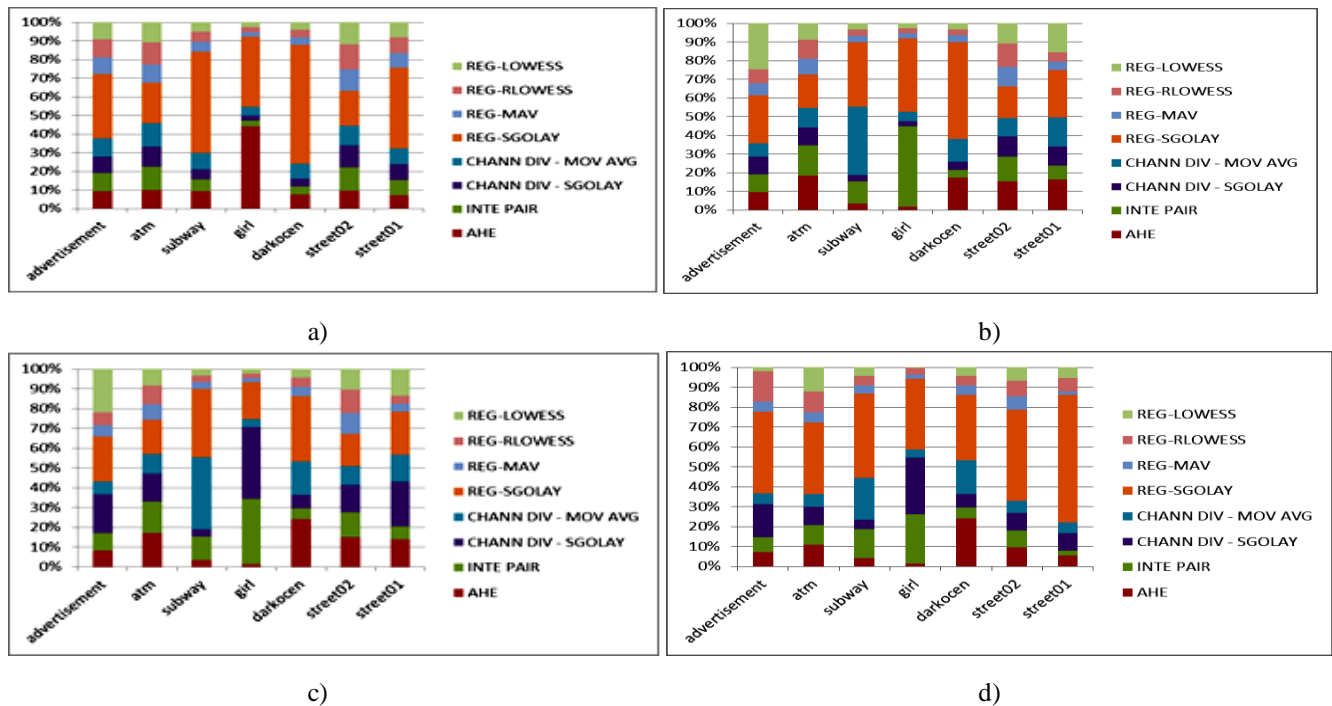 100%
90%
80%
70%
60%
50%
40%
30%
20%
10%
0%
advertisement
atm
subway
girl
darkocen
street02
street01
REG-LOWESS
REG-RLOWESS
REG-MAV
REG-SGOLAY
CHANN DIV - MOV AVG
CHANN DIV - SGOLAY
INTE PAIR
AHE
a)
100%
90%
80%
70%
60%
50%
40%
30%
20%
10%
0%
advertisement
atm
subway
girl
darkocen
street02
street01
REG-LOWESS
REG-RLOWESS
REG-MAV
REG-SGOLAY
CHANN DIV - MOV AVG
CHANN DIV - SGOLAY
INTE PAIR
AHE
b)
100%
90%
80%
70%
60%
50%
40%
30%
20%
10%
0%
advertisement
atm
subway
girl
darkocen
street02
street01
REG-LOWESS
REG-RLOWESS
REG-MAV
REG-SGOLAY
CHANN DIV - MOV AVG
CHANN DIV - SGOLAY
INTE PAIR
AHE
c)
100%
90%
80%
70%
60%
50%
40%
30%
20%
10%
0%
advertisement
atm
subway
girl
darkocen
street02
street01
REG-LOWESS
REG-RLOWESS
REG-MAV
REG-SGOLAY
CHANN DIV - MOV AVG
CHANN DIV - SGOLAY
INTE PAIR
AHE
d)